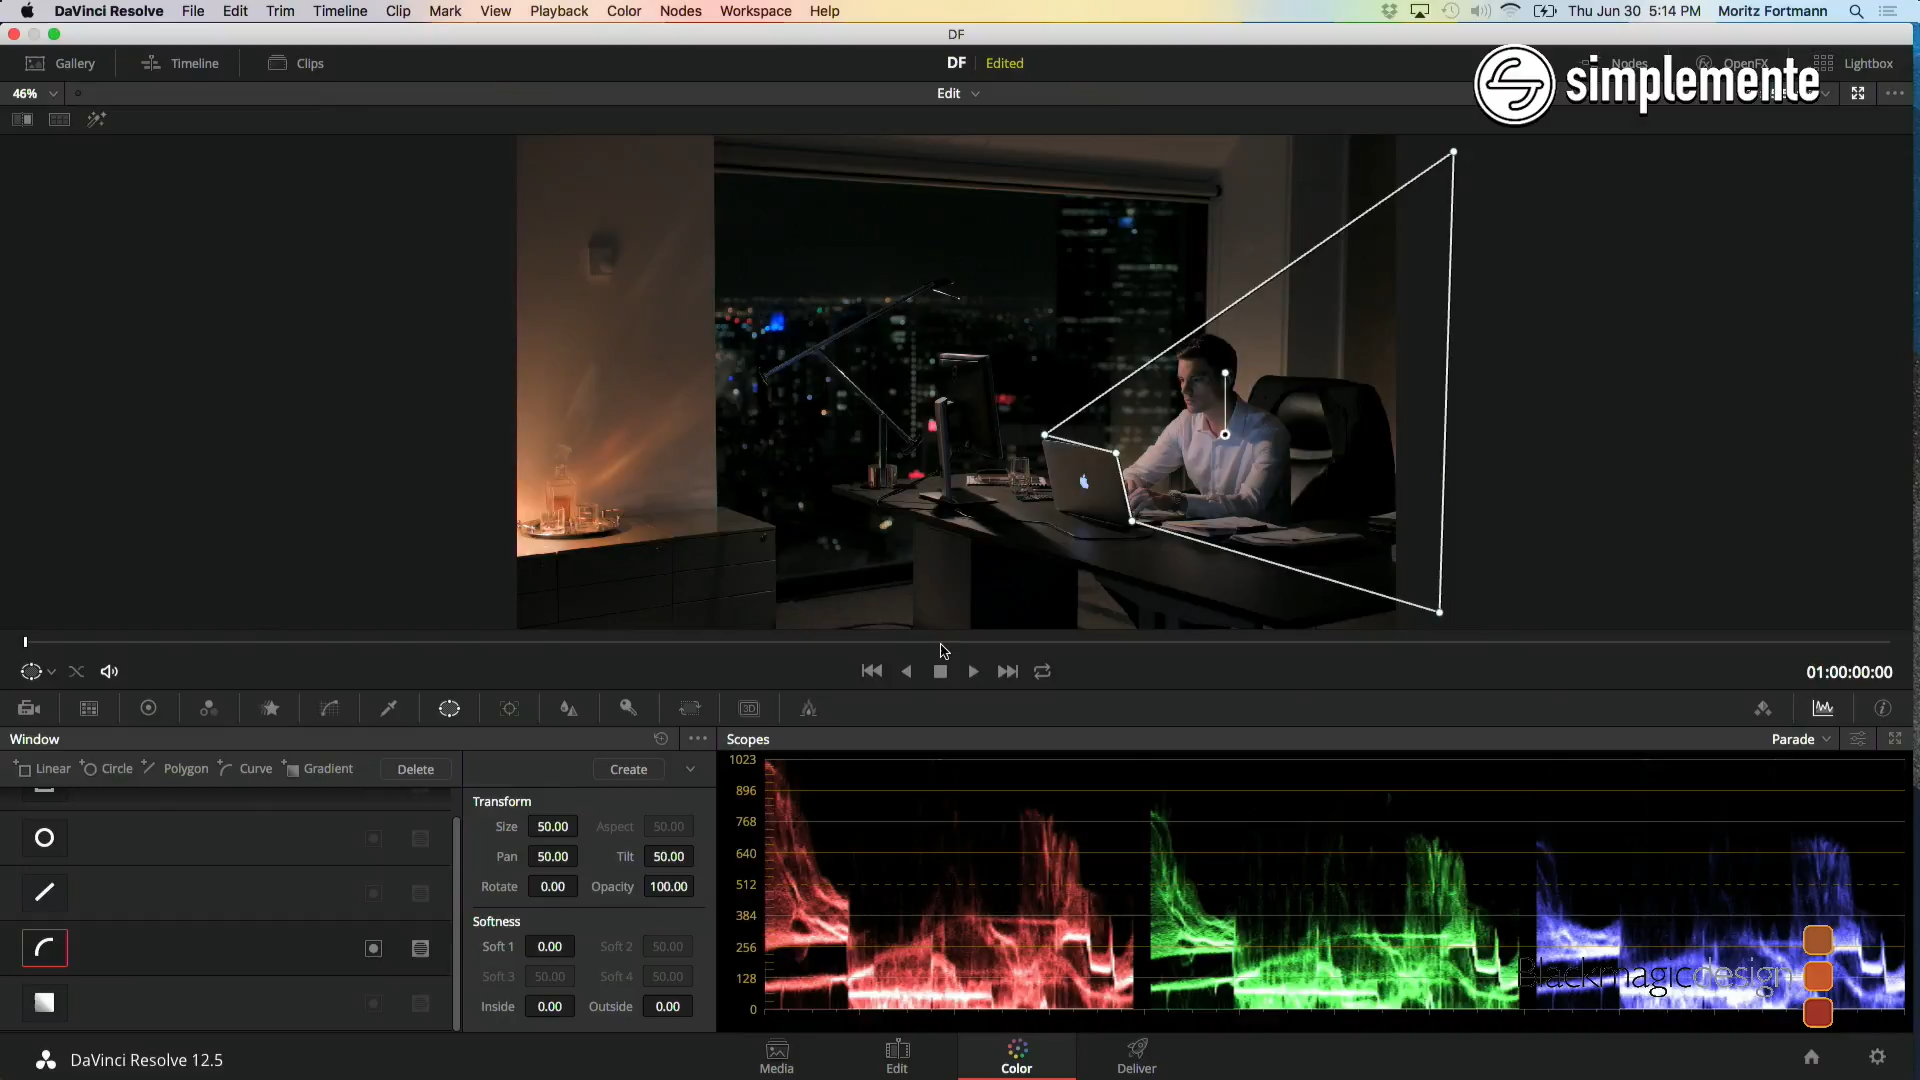 DaVinci Resolve File Edit Trim Timeline Clip Mark View Playback Color Nodes Workspace Help Thu Jun 30 5:14 PM Moritz Fortmann
DF
Gallery Timeline Clips DF Edited Nodes OpenFX Lightbox
simplemente
46% Edit
01:00:00:00
3D
Window Scopes Parade
Linear Circle Polygon Curve Gradient Delete Create
Transform
Size 50.00 Aspect 50.00
Pan 50.00 Tilt 50.00
Rotate 0.00 Opacity 100.00
Softness
Soft 1 0.00 Soft 2 50.00
Soft 3 50.00 Soft 4 50.00
Inside 0.00 Outside 0.00
1023
896
768
640
512
384
256
128
0
Blackmagicdesign
DaVinci Resolve 12.5 Media Edit Color Deliver